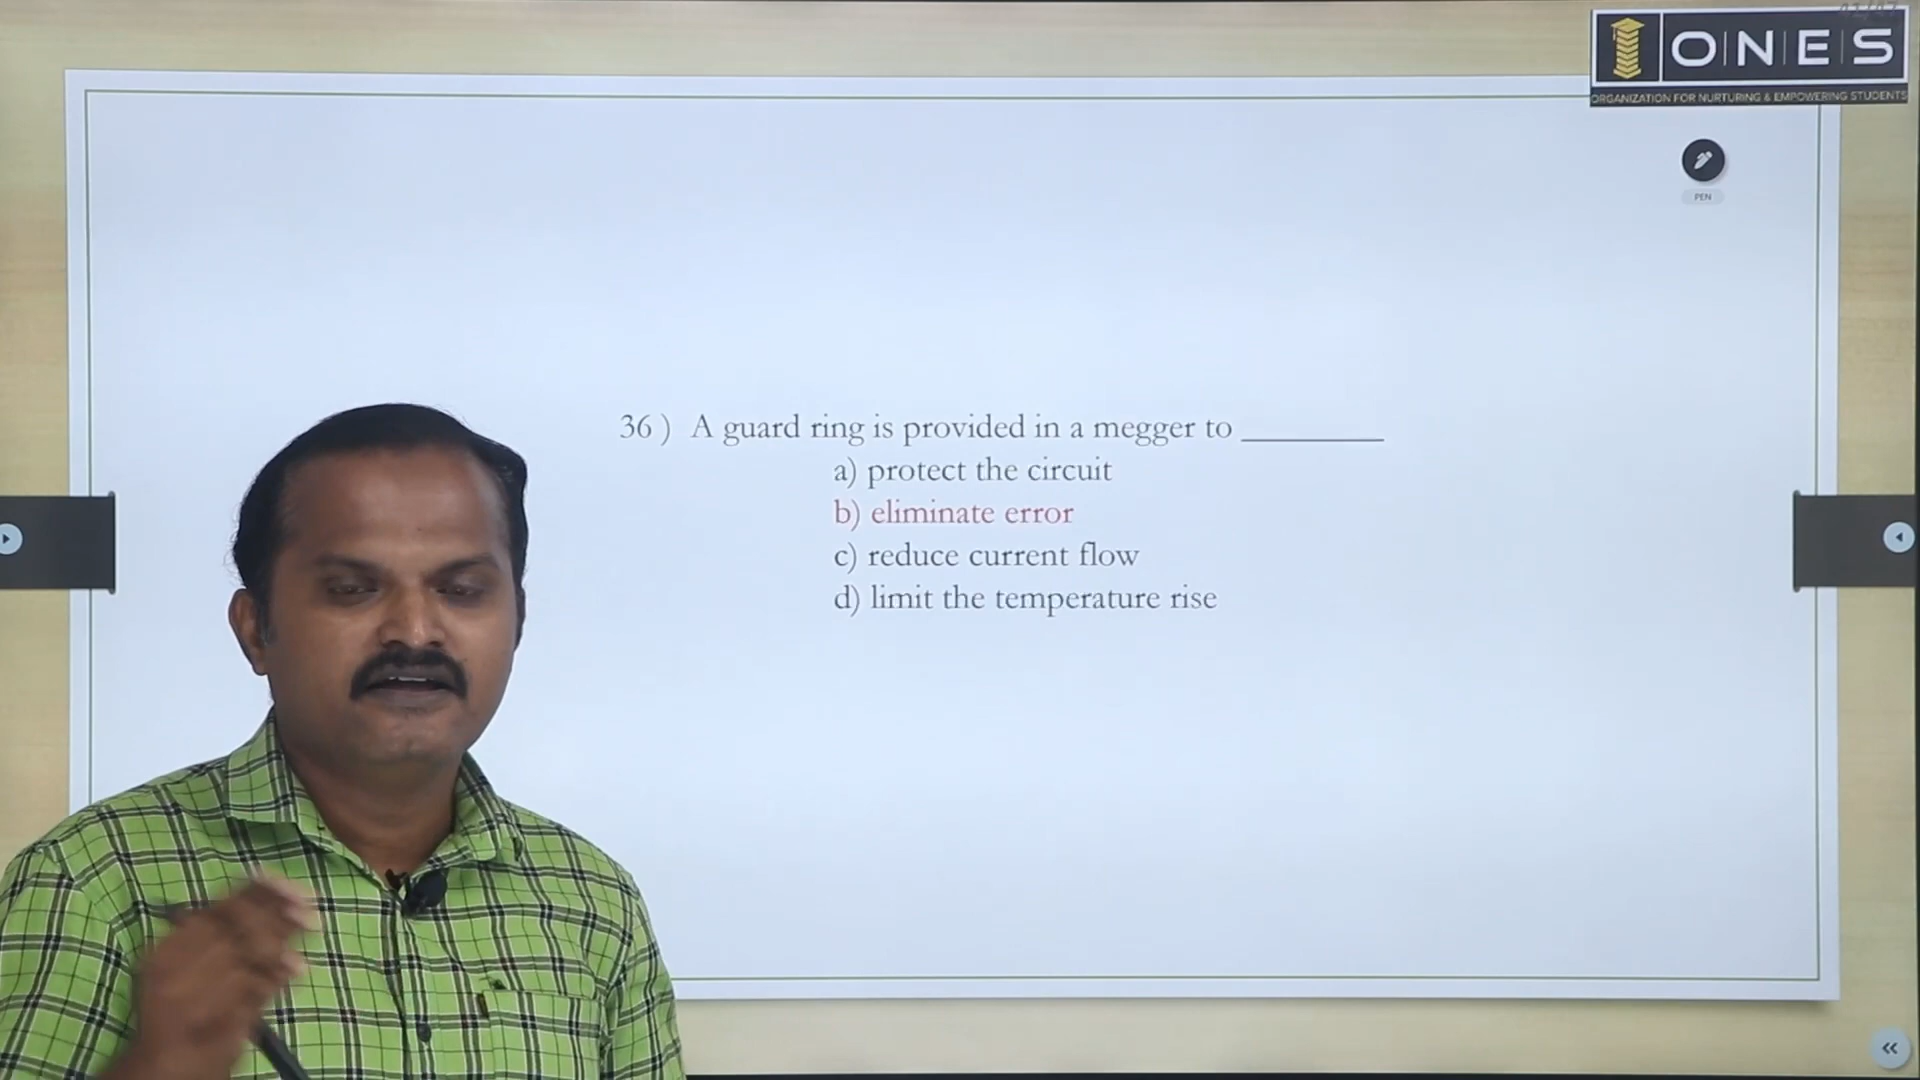 ONES
ORGANIZATION FOR NURTURING & EMPOWERING STUDENTS
PEN
36 ) A guard ring is provided in a megger to ________
a) protect the circuit
b) eliminate error
c) reduce current flow
d) limit the temperature rise